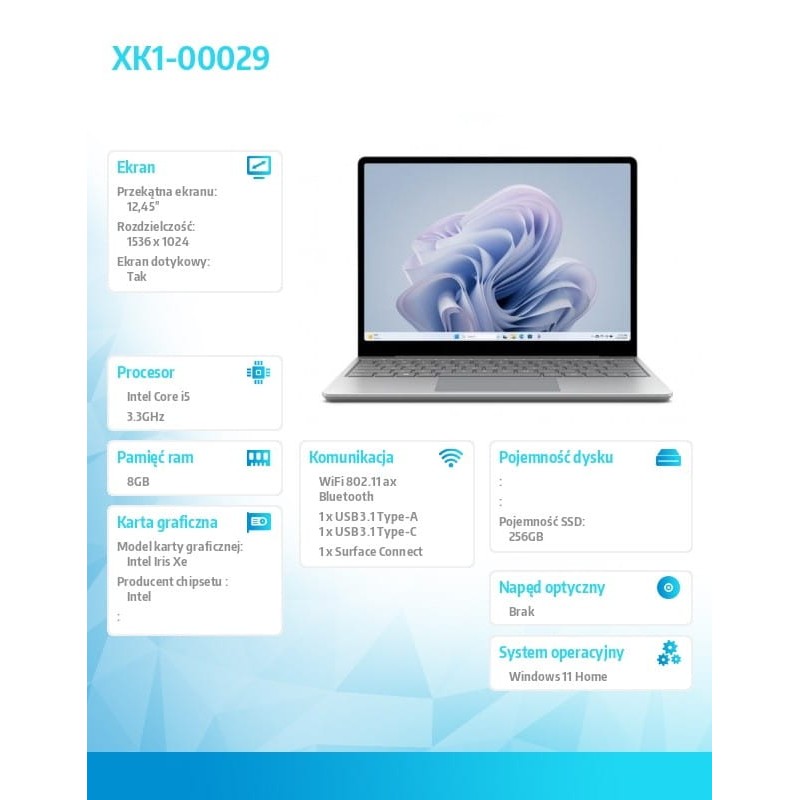 XK1-00029
Ekran
Przekątna ekranu:
12,45"
Rozdzielczość:
1536 x 1024
Ekran dotykowy:
Tak
Procesor
Intel Core i5
3.3GHz
Pamięć ram
8GB
Karta graficzna
Model karty graficznej:
Intel Iris Xe
Producent chipsetu :
Intel
:
Komunikacja
WiFi 802.11 ax
Bluetooth
1 x USB 3.1 Type-A
1 x USB 3.1 Type-C
1 x Surface Connect
Pojemność dysku
:
:
Pojemność SSD:
256GB
Napęd optyczny
Brak
System operacyjny
Windows 11 Home